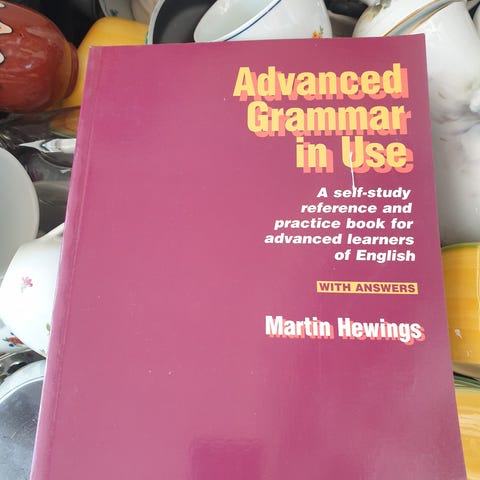 Advanced
Grammar
in Use
A self-study
reference and
practice book for
advanced learners
of English
WITH ANSWERS
Martin Hewings